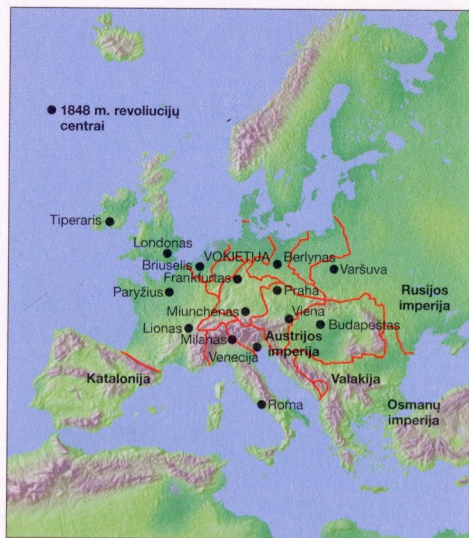 1848 m. revoliucijų
centrai
Tiperaris
Londonas
Briuselis
VOKIETIJA
Berlynas
Frankfurtas
Varšuva
Paryžius
Praha
Rusijos
imperija
Miunchenas
Viena
Lionas
Milanas
Austrijos
imperija
Budapeštas
Venecija
Katalonija
Valakija
Roma
Osmanų
imperija